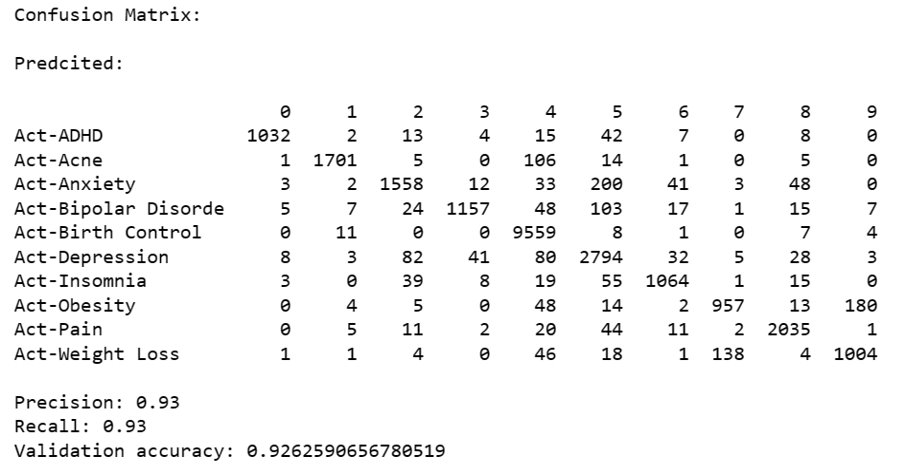 Confusion Matrix:
Predcited:
0 1 2 3 4 5 6 7 8 9
Act-ADHD 1032 2 13 4 15 42 7 0 8 0
Act-Acne 1 1701 5 0 106 14 1 0 5 0
Act-Anxiety 3 2 1558 12 33 200 41 3 48 0
Act-Bipolar Disorde 5 7 24 1157 48 103 17 1 15 7
Act-Birth Control 0 11 0 0 9559 8 1 0 7 4
Act-Depression 8 3 82 41 80 2794 32 5 28 3
Act-Insomnia 3 0 39 8 19 55 1064 1 15 0
Act-Obesity 0 4 5 0 48 14 2 957 13 180
Act-Pain 0 5 11 2 20 44 11 2 2035 1
Act-Weight Loss 1 1 4 0 46 18 1 138 4 1004
Precision: 0.93
Recall: 0.93
Validation accuracy: 0.9262590656780519